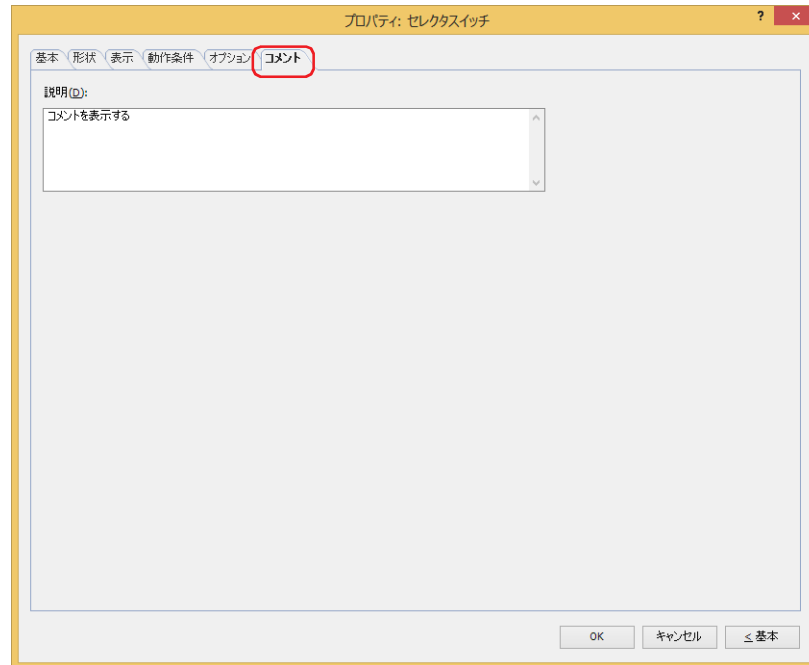 プロパティ: セレクタスイッチ
? ×
基本 形状 表示 動作条件 オプション コメント
説明(D):
コメントを表示する
OK キャンセル < 基本